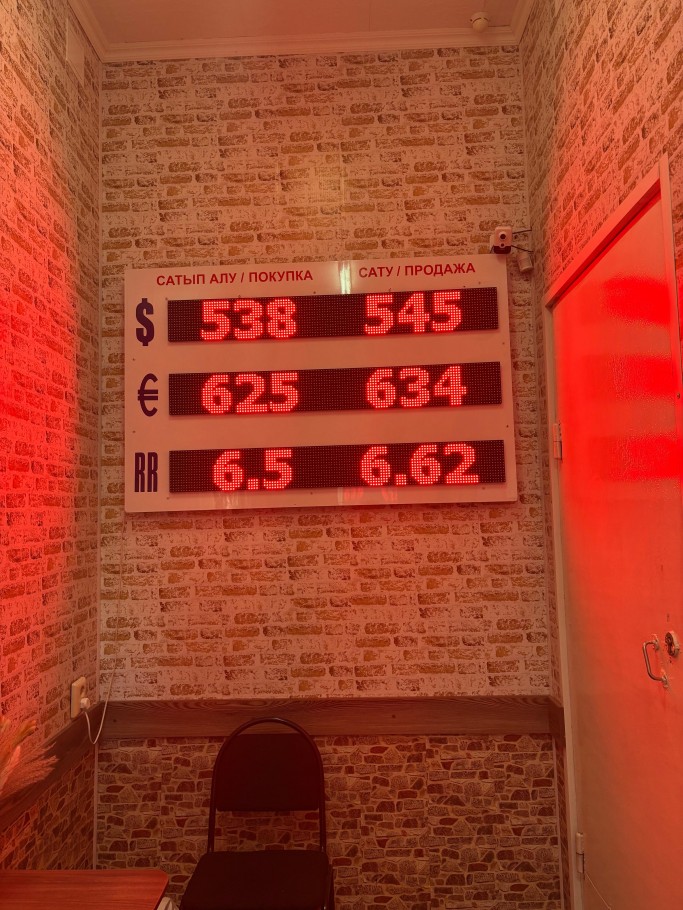 САТЫП АЛУ / ПОКУПКА САТУ / ПРОДАЖА
$ 538 545
€ 625 634
RR 6.5 6.62